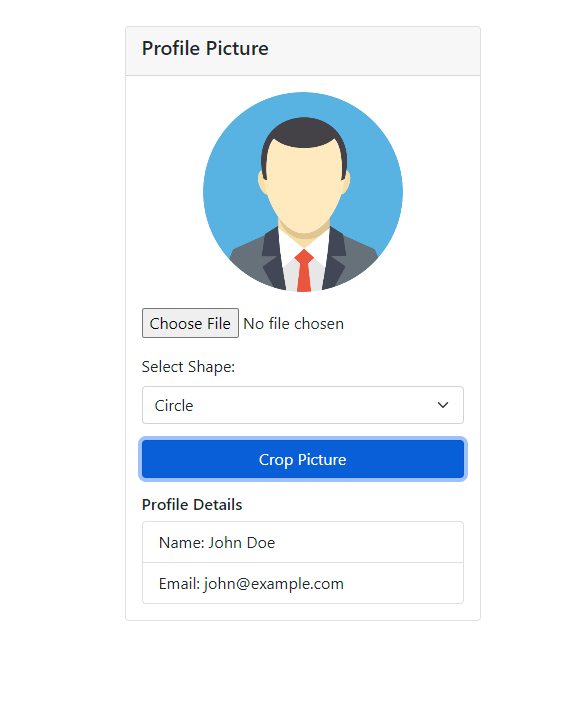 Profile Picture
Choose File No file chosen
Select Shape:
Circle
Crop Picture
Profile Details
Name: John Doe
Email: john@example.com